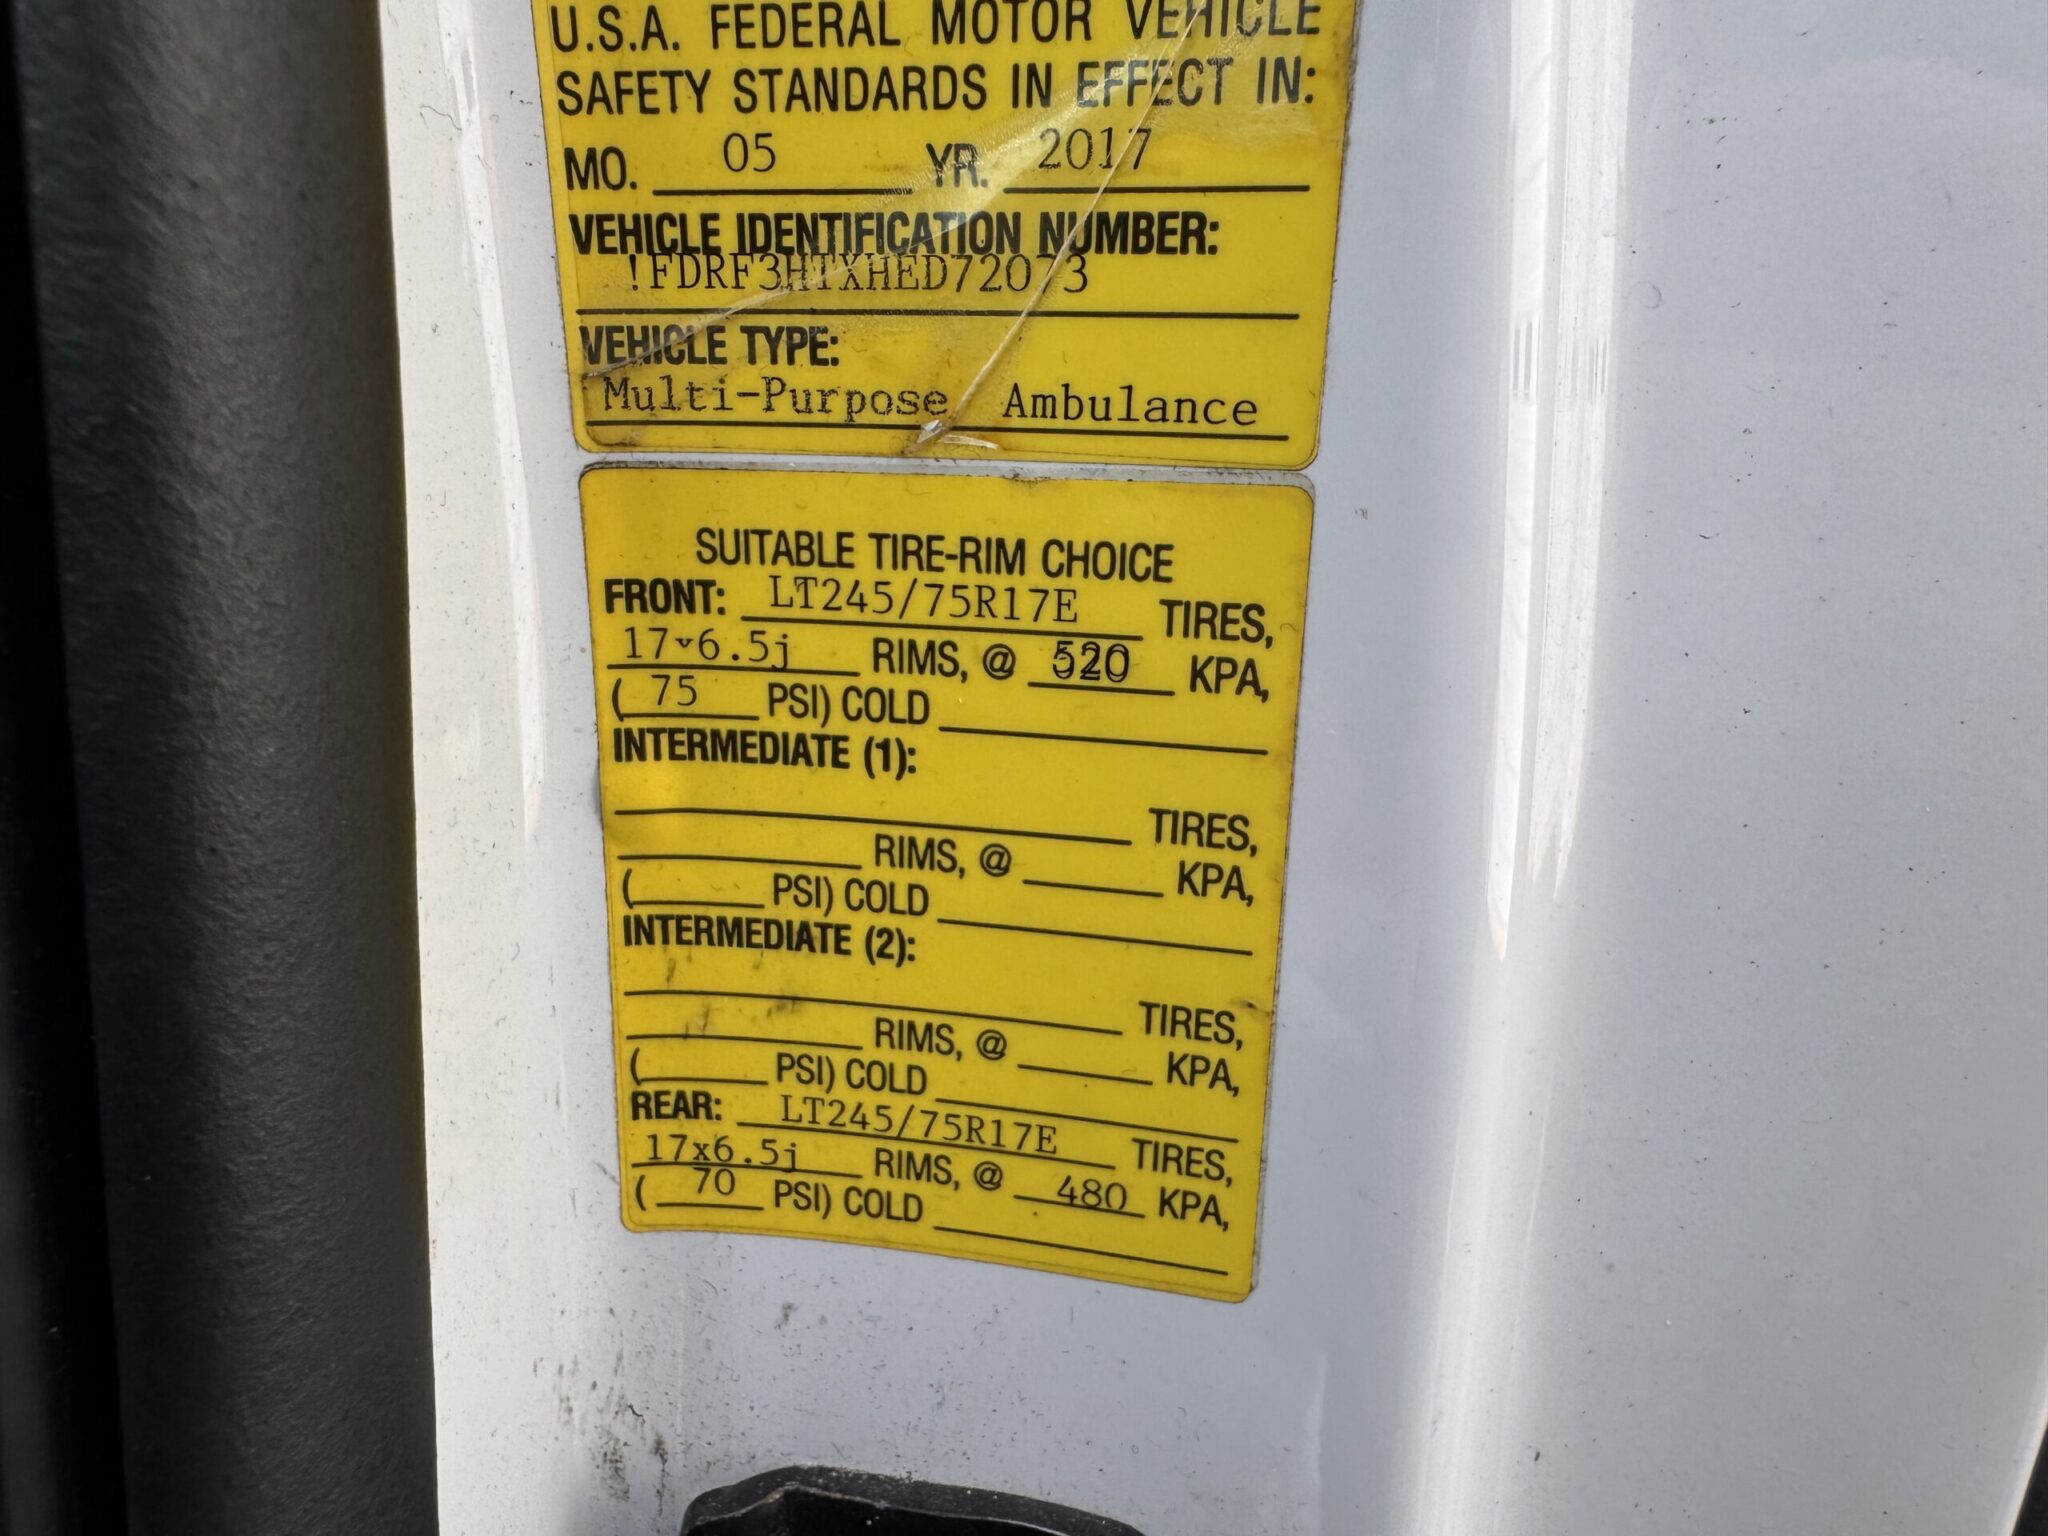 U.S.A. FEDERAL MOTOR VEHICLE
SAFETY STANDARDS IN EFFECT IN:
MO. 05 YR. 2017
VEHICLE IDENTIFICATION NUMBER:
!FDRF3HTXHED72073
VEHICLE TYPE:
Multi-Purpose Ambulance
SUITABLE TIRE-RIM CHOICE
FRONT: LT245/75R17E TIRES,
17x6.5j RIMS, @ 520 KPA,
( 75 PSI) COLD
INTERMEDIATE (1):
TIRES,
RIMS, @ KPA,
( PSI) COLD
INTERMEDIATE (2):
TIRES,
RIMS, @ KPA,
( PSI) COLD
REAR: LT245/75R17E TIRES,
17x6.5j RIMS, @ 480 KPA,
( 70 PSI) COLD